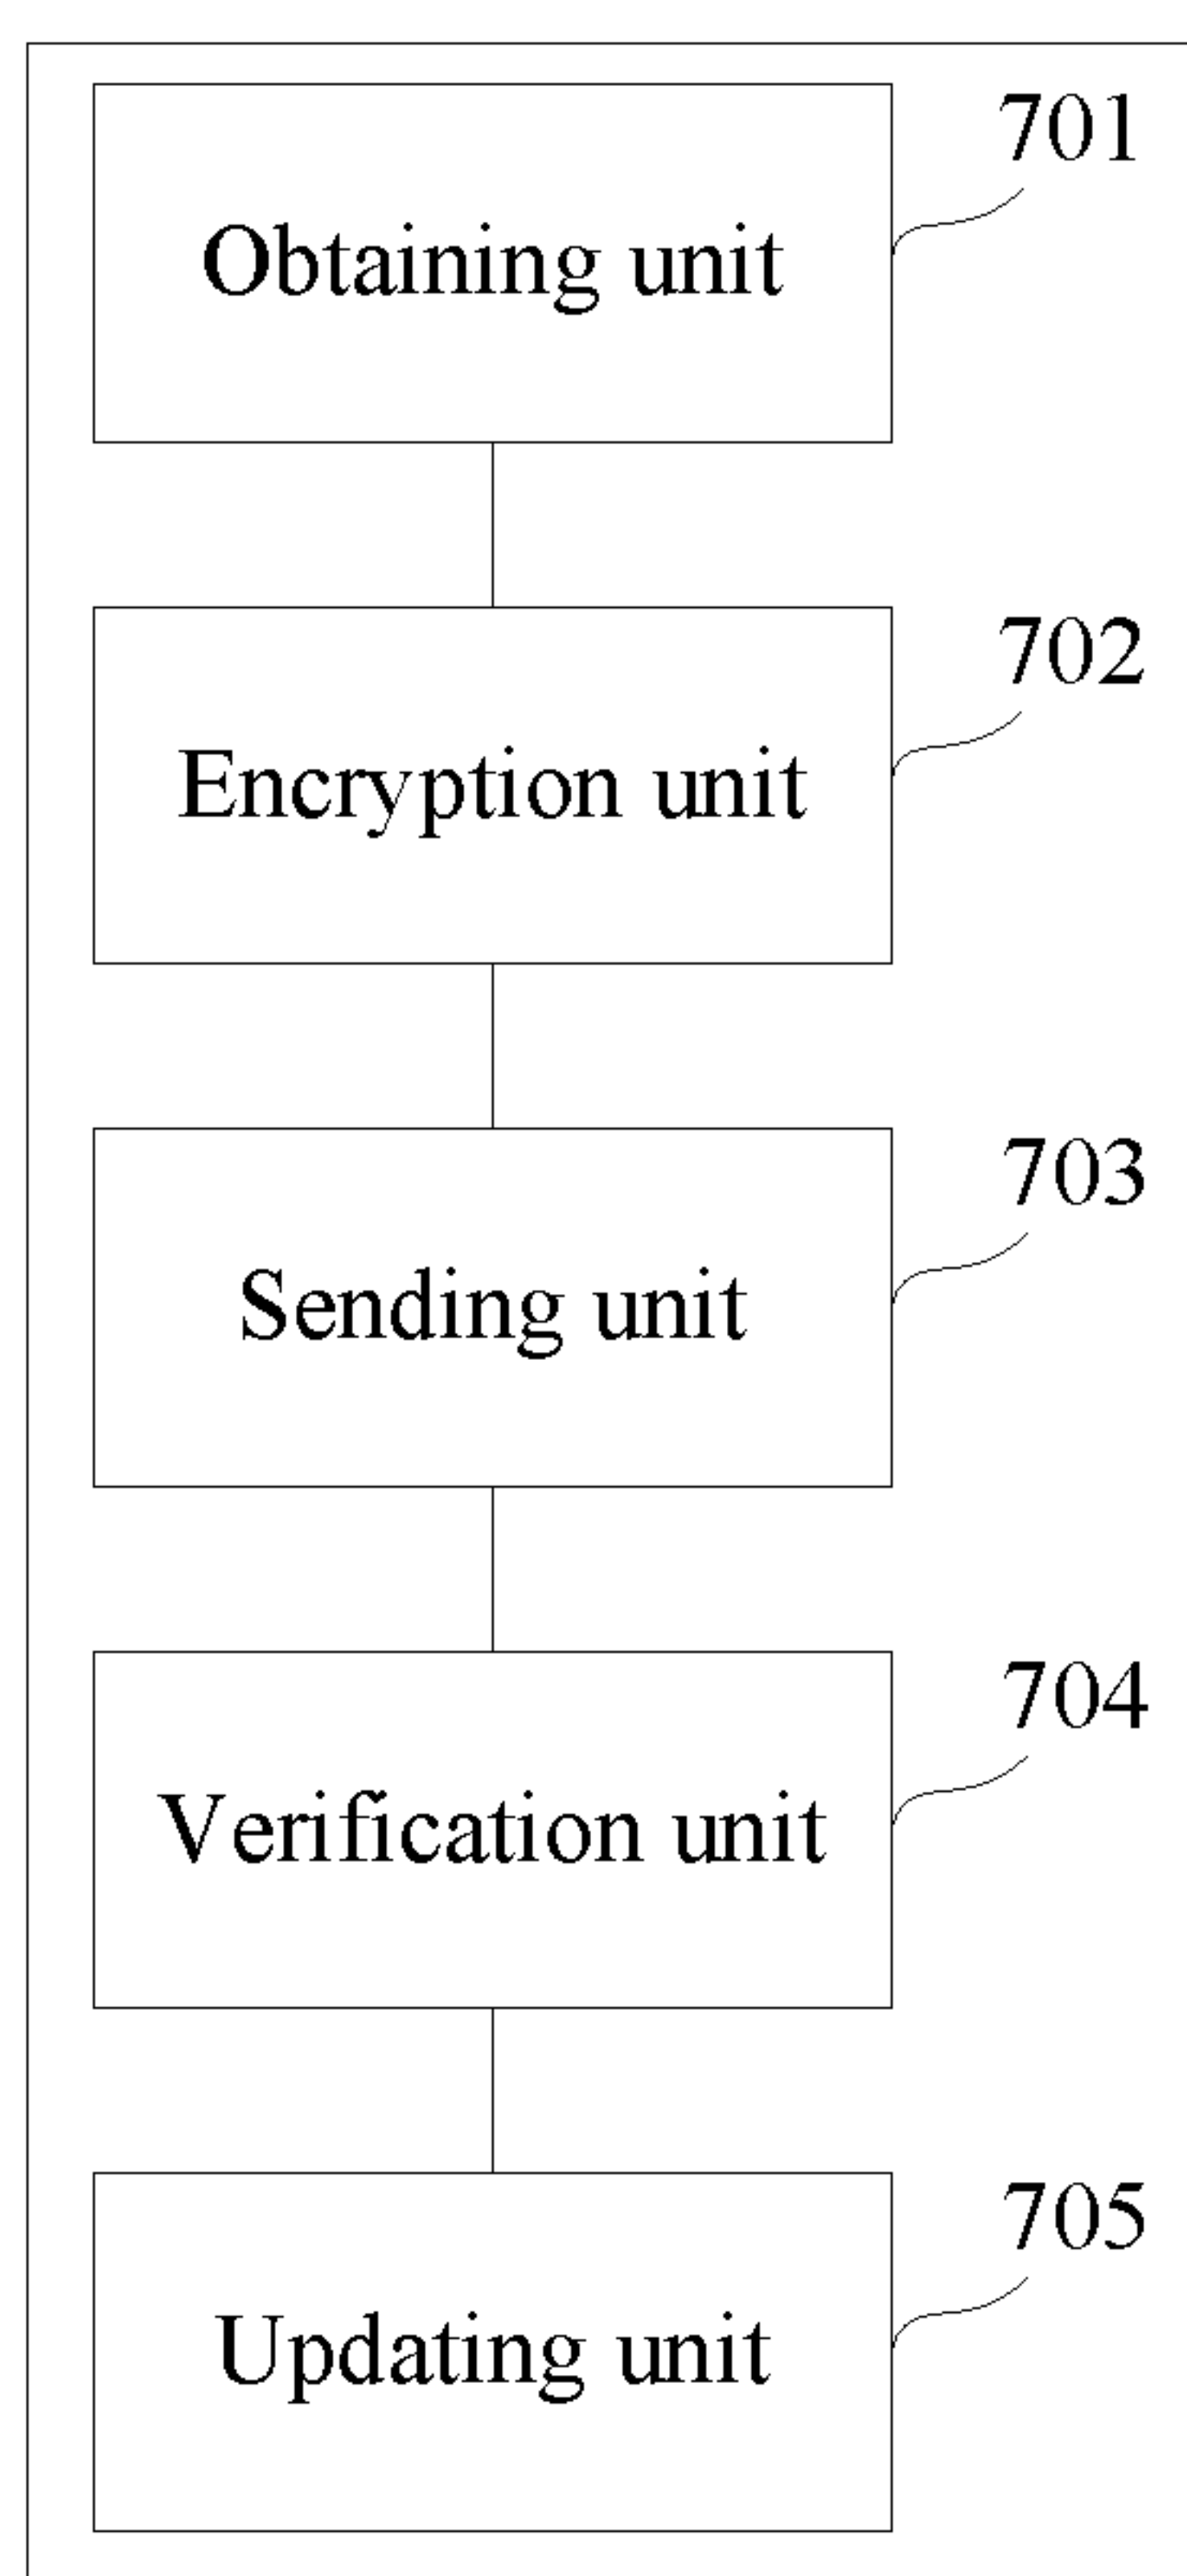 701
Obtaining unit
702
Encryption unit
703
Sending unit
704
Verification unit
705
Updating unit